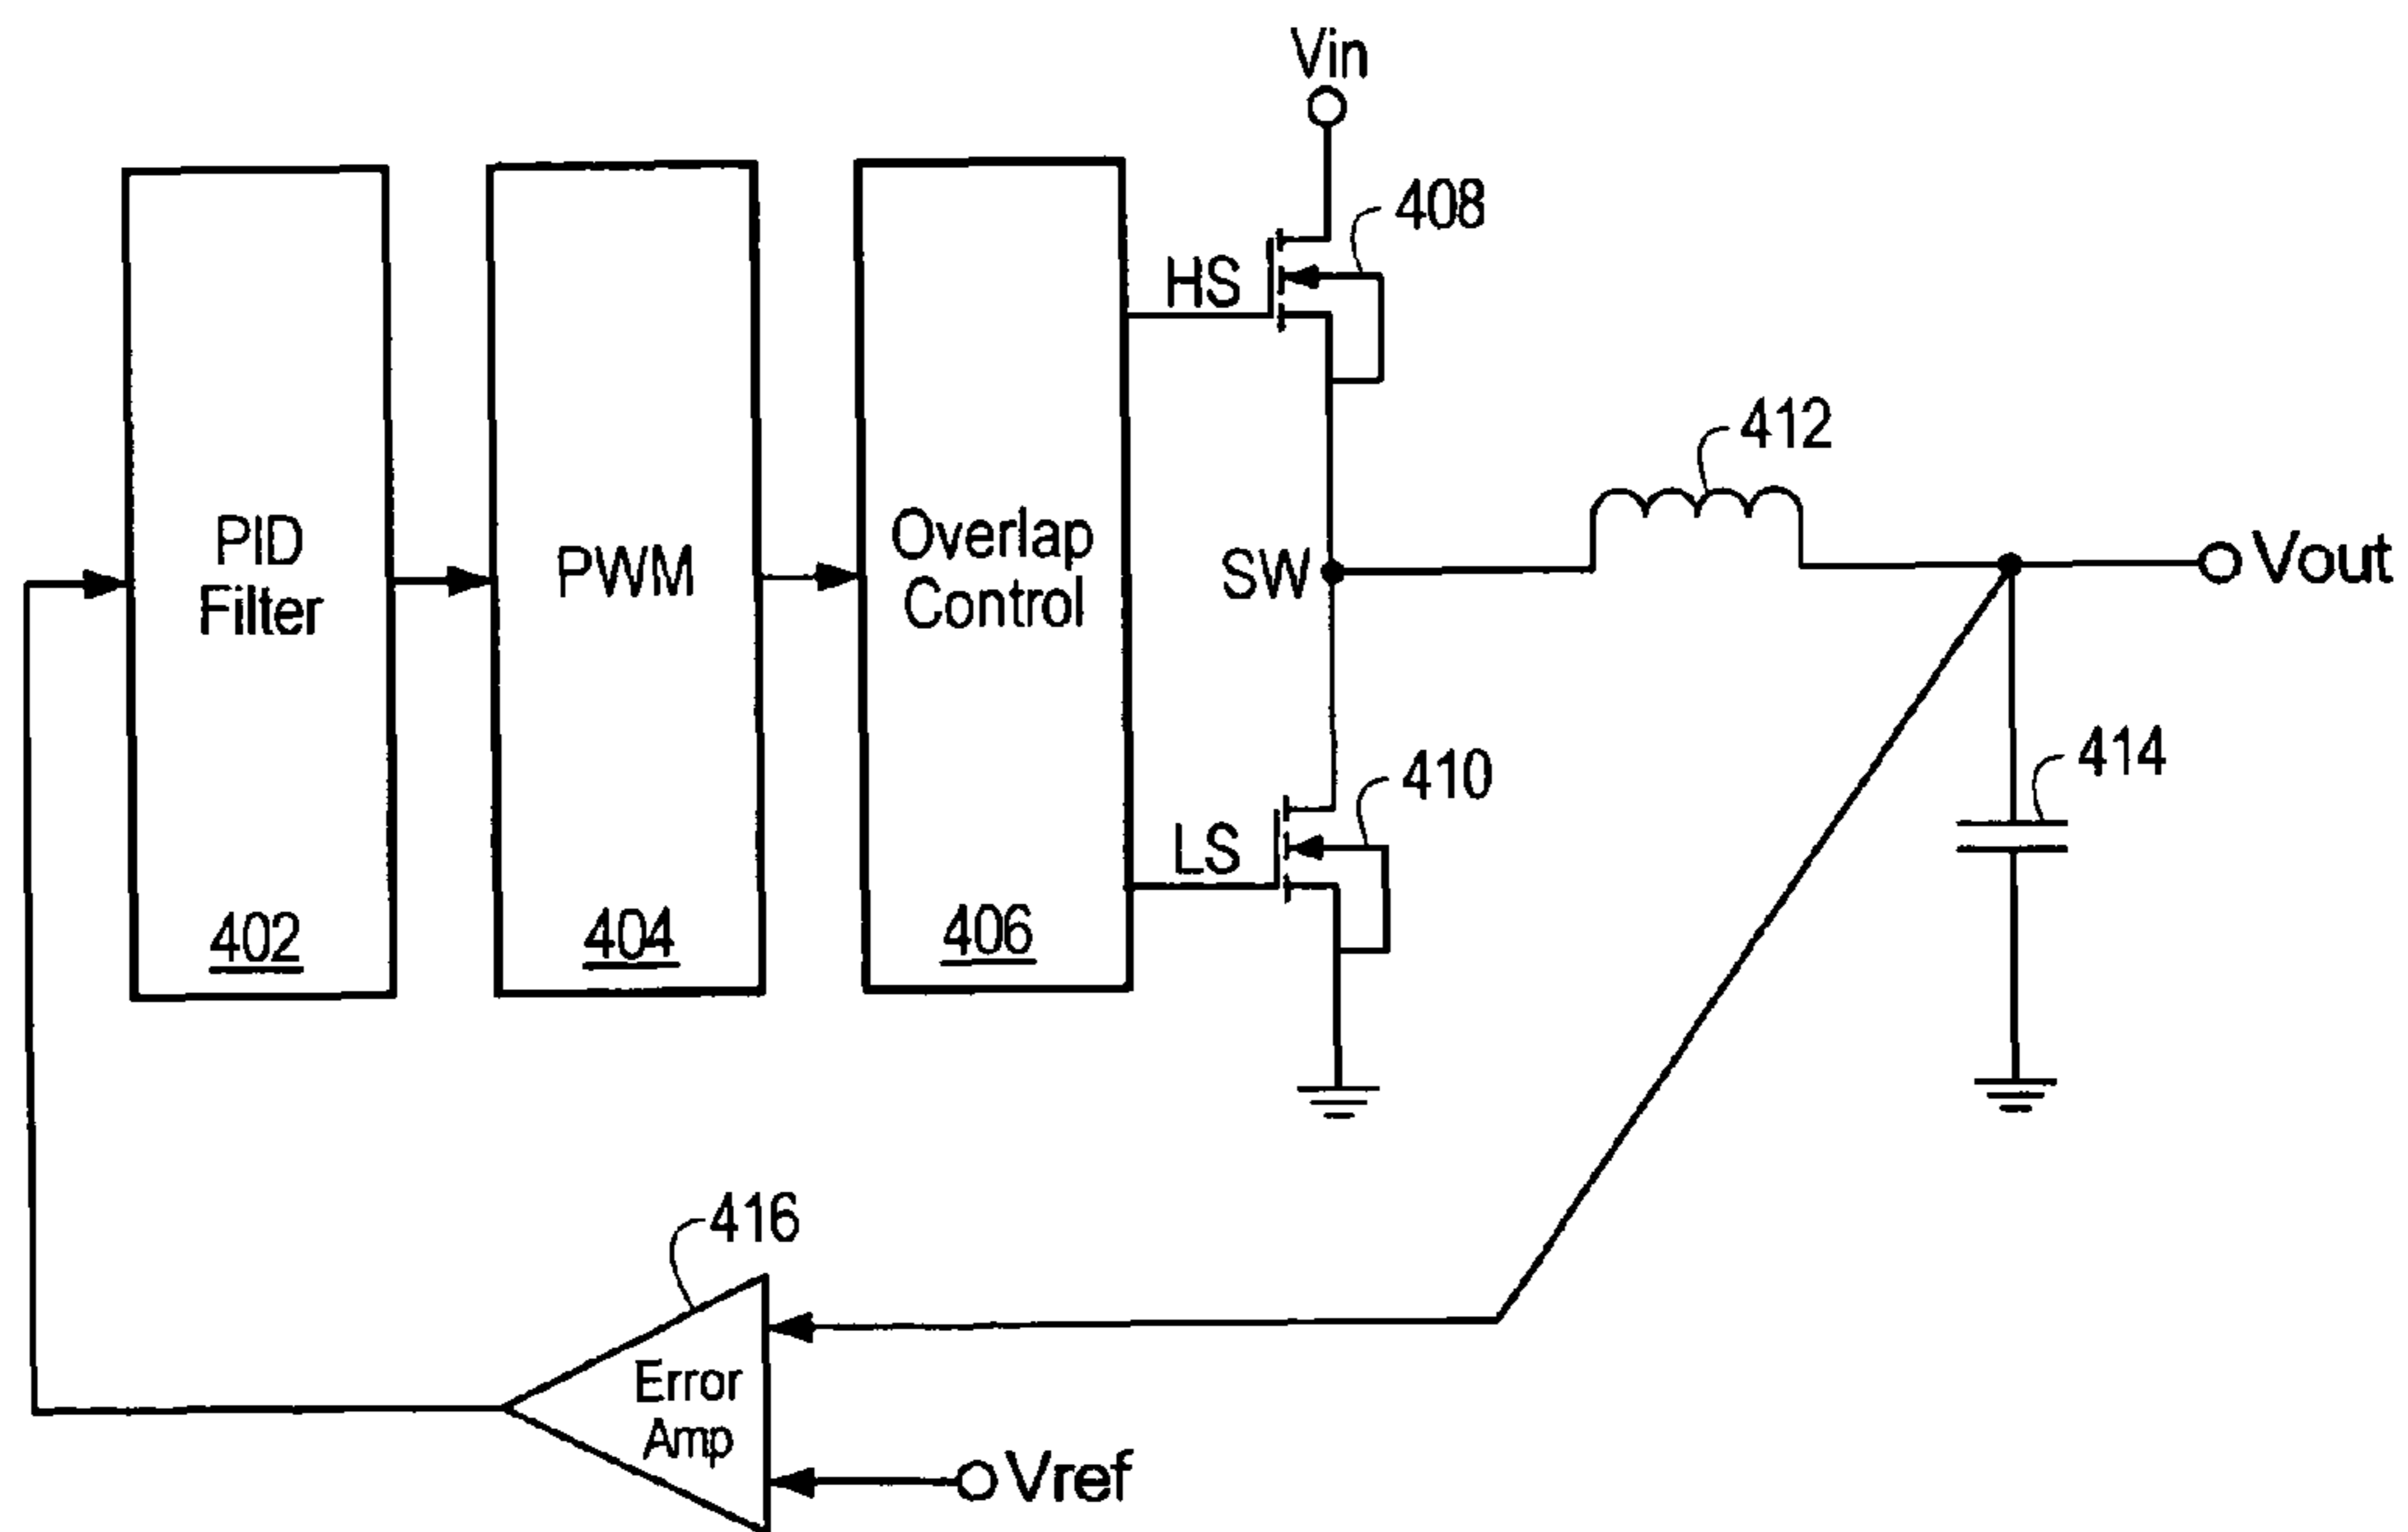 Vin
408
HS
412
PID
Filter
PWM
Overlap
Control
SW
Vout
414
410
LS
402
404
406
416
Error
Amp
Vref